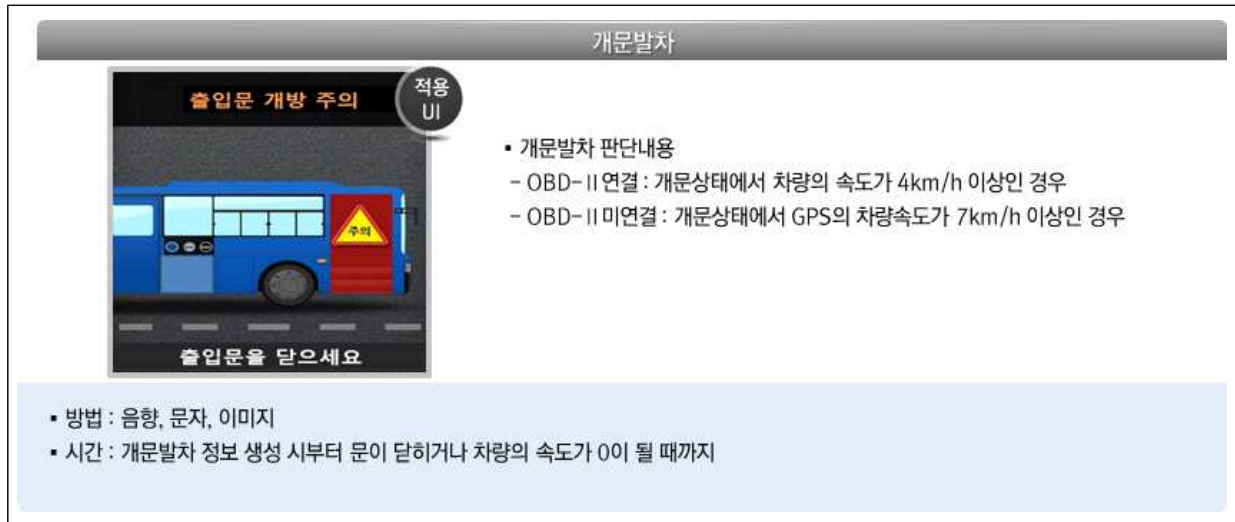 개문발차
출입문 개방 주의
적용
UI
주의
출입문을 닫으세요
▪ 개문발차 판단내용
- OBD-Ⅱ연결 : 개문상태에서 차량의 속도가 4km/h 이상인 경우
- OBD-Ⅱ미연결 : 개문상태에서 GPS의 차량속도가 7km/h 이상인 경우
▪ 방법 : 음향, 문자, 이미지
▪ 시간 : 개문발차 정보 생성 시부터 문이 닫히거나 차량의 속도가 0이 될 때까지